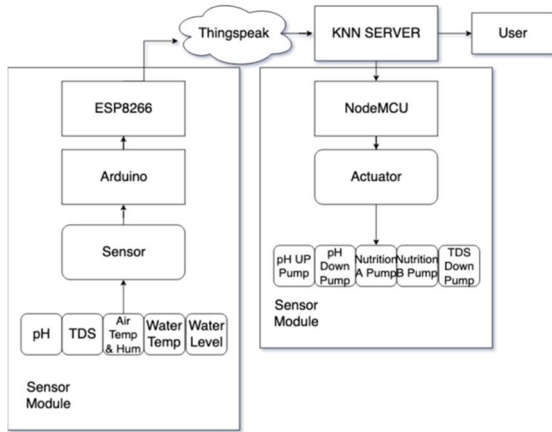 Thingspeak
KNN SERVER
User
ESP8266
NodeMCU
Arduino
Actuator
Sensor
pH UP
Pump
pH
Down
Pump
Nutrition
A Pump
Nutrition
B Pump
TDS
Down
Pump
Sensor
Module
pH
TDS
Air
Temp
& Hum
Water
Temp
Water
Level
Sensor
Module